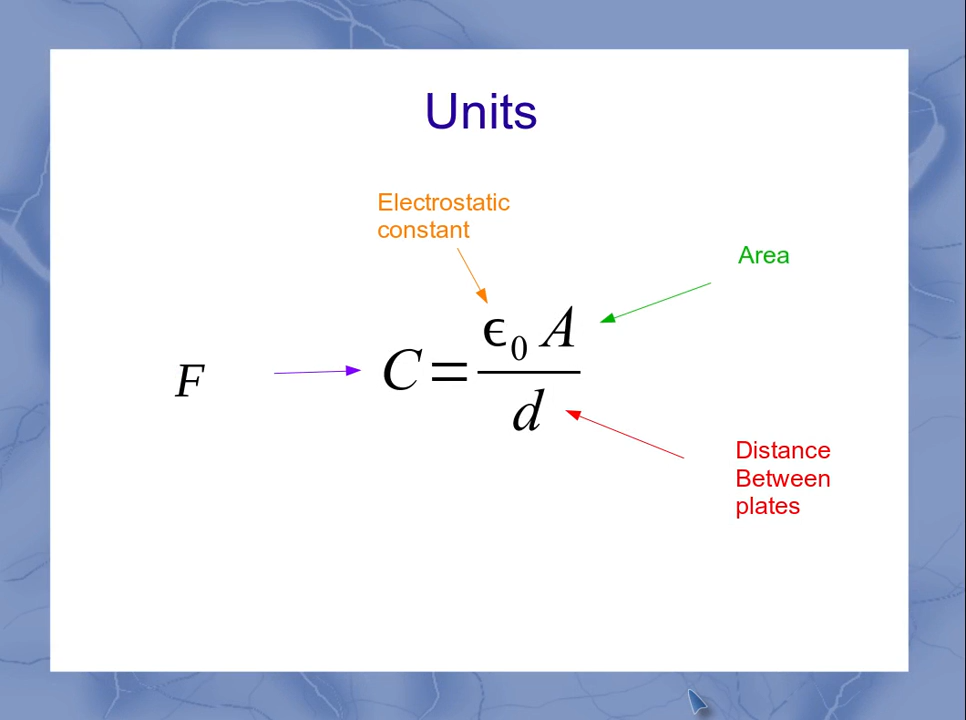 Units
Electrostatic
constant
Area
F
C = ϵ₀ A / d
Distance
Between
plates